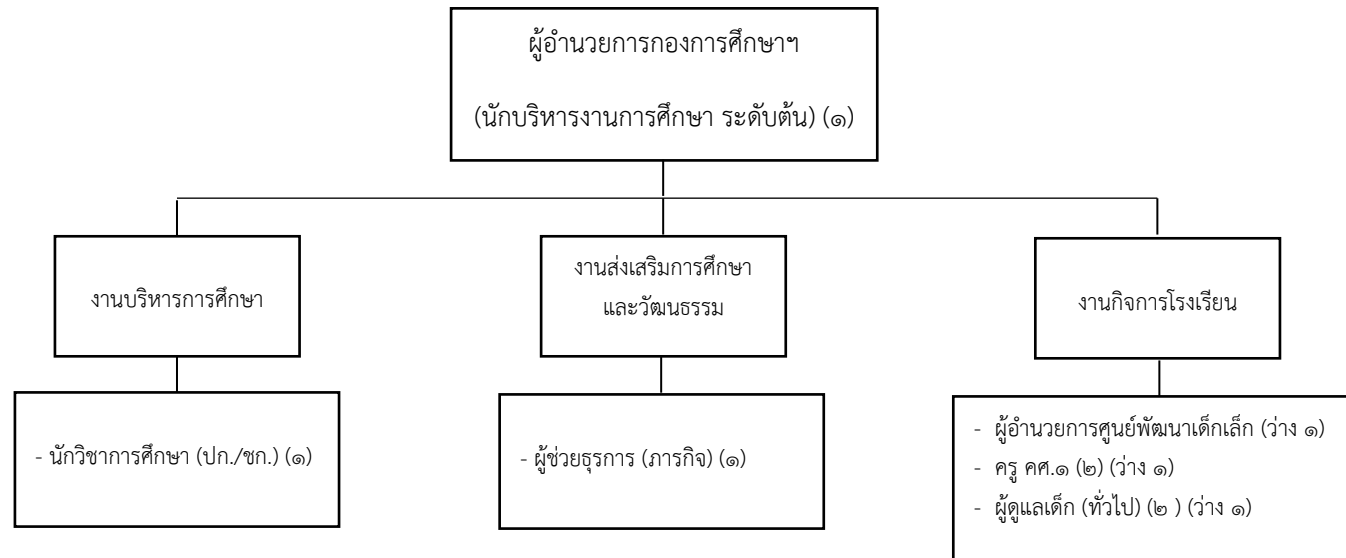 ผู้อำนวยการกองการศึกษาฯ
(นักบริหารงานการศึกษา ระดับต้น) (๑)
งานบริหารการศึกษา
งานส่งเสริมการศึกษา
และวัฒนธรรม
งานกิจการโรงเรียน
- นักวิชาการศึกษา (ปก./ชก.) (๑)
- ผู้ช่วยธุรการ (ภารกิจ) (๑)
- ผู้อำนวยการศูนย์พัฒนาเด็กเล็ก (ว่าง ๑)
- ครู คศ.๑ (๒) (ว่าง ๑)
- ผู้ดูแลเด็ก (ทั่วไป) (๒ ) (ว่าง ๑)